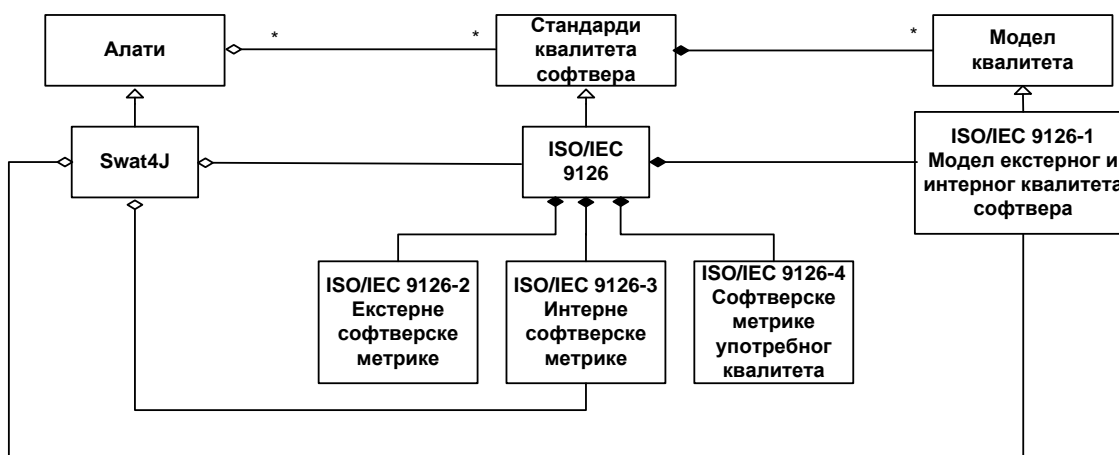 Алати
*
*
Стандарди
квалитета
софтвера
*
Модел
квалитета
Swat4J
ISO/IEC
9126
ISO/IEC 9126-1
Модел екстерног и
интерног квалитета
софтвера
ISO/IEC 9126-2
Екстерне
софтверске
метрике
ISO/IEC 9126-3
Интерне
софтверске
метрике
ISO/IEC 9126-4
Софтверске
метрике
употребног
квалитета